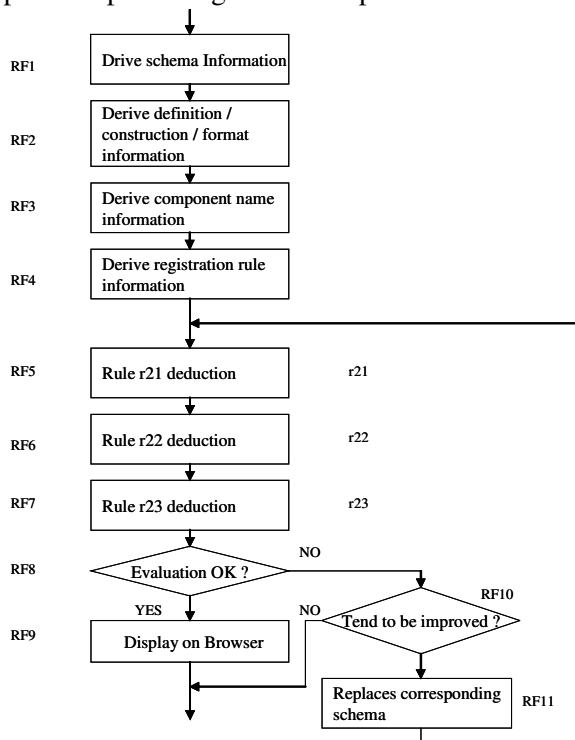 RF1
Drive schema Information
RF2
Derive definition /
construction / format
information
RF3
Derive component name
information
RF4
Derive registration rule
information
RF5
Rule r21 deduction
r21
RF6
Rule r22 deduction
r22
RF7
Rule r23 deduction
r23
RF8
Evaluation OK ?
NO
YES
RF10
Tend to be improved ?
NO
RF9
Display on Browser
Replaces corresponding
schema
RF11